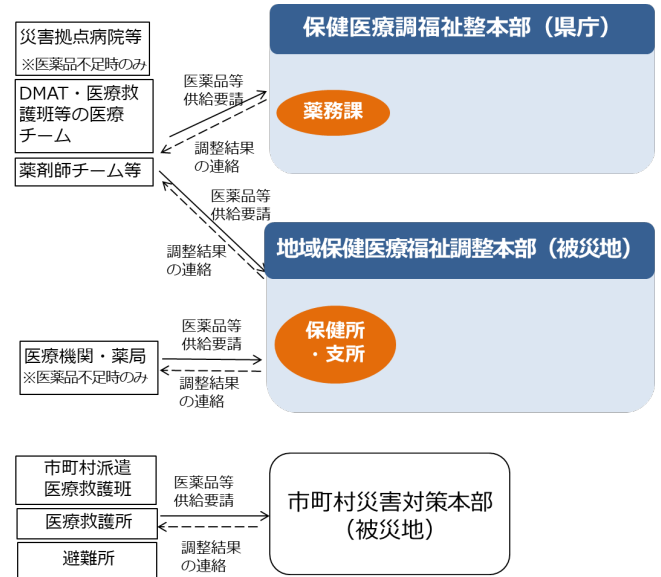 災害拠点病院等
※医薬品不足時のみ
DMAT・医療救
護班等の医療
チーム
薬剤師チーム等
医薬品等
供給要請
調整結果
の連絡
保健医療調福祉整本部（県庁）
薬務課
医薬品等
供給要請
調整結果
の連絡
地域保健医療福祉調整本部（被災地）
保健所
・支所
医療機関・薬局
※医薬品不足時のみ
医薬品等
供給要請
調整結果
の連絡
市町村派遣
医療救護班
医療救護所
避難所
医薬品等
供給要請
調整結果
の連絡
市町村災害対策本部
（被災地）